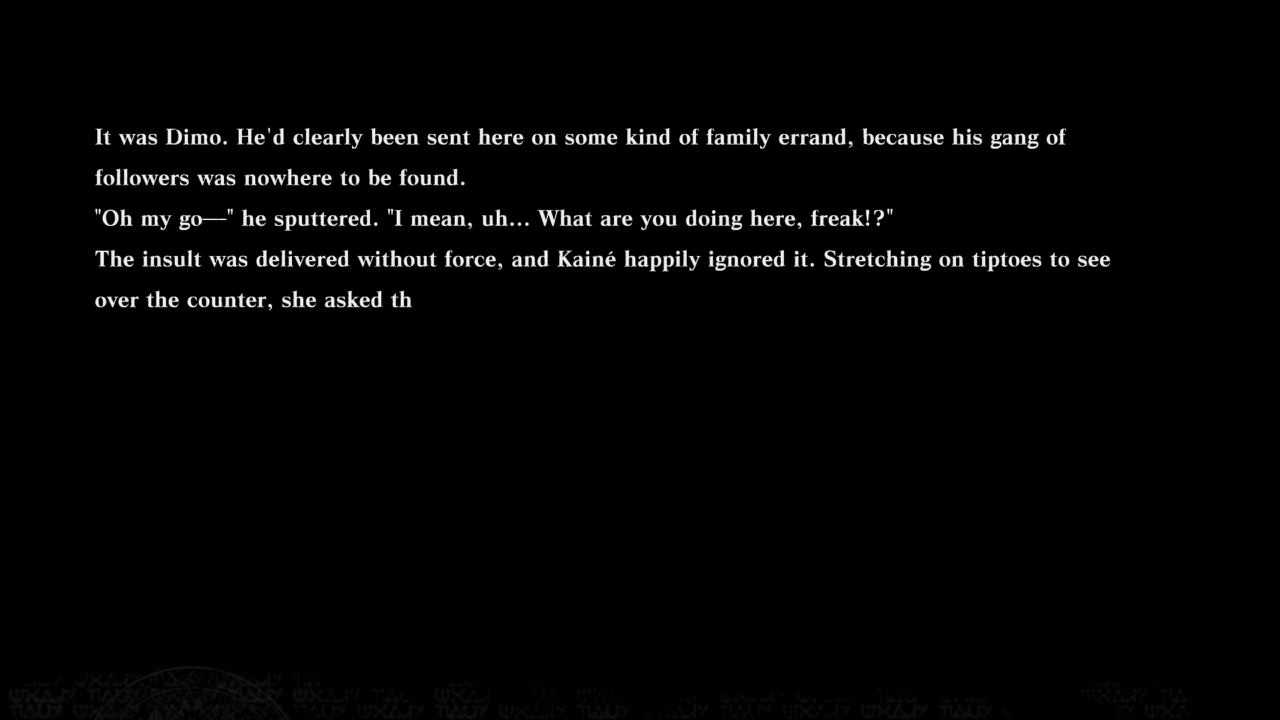 It was Dimo. He'd clearly been sent here on some kind of family errand, because his gang of
followers was nowhere to be found.
"Oh my go—" he sputtered. "I mean, uh... What are you doing here, freak!?"
The insult was delivered without force, and Kainé happily ignored it. Stretching on tiptoes to see
over the counter, she asked th